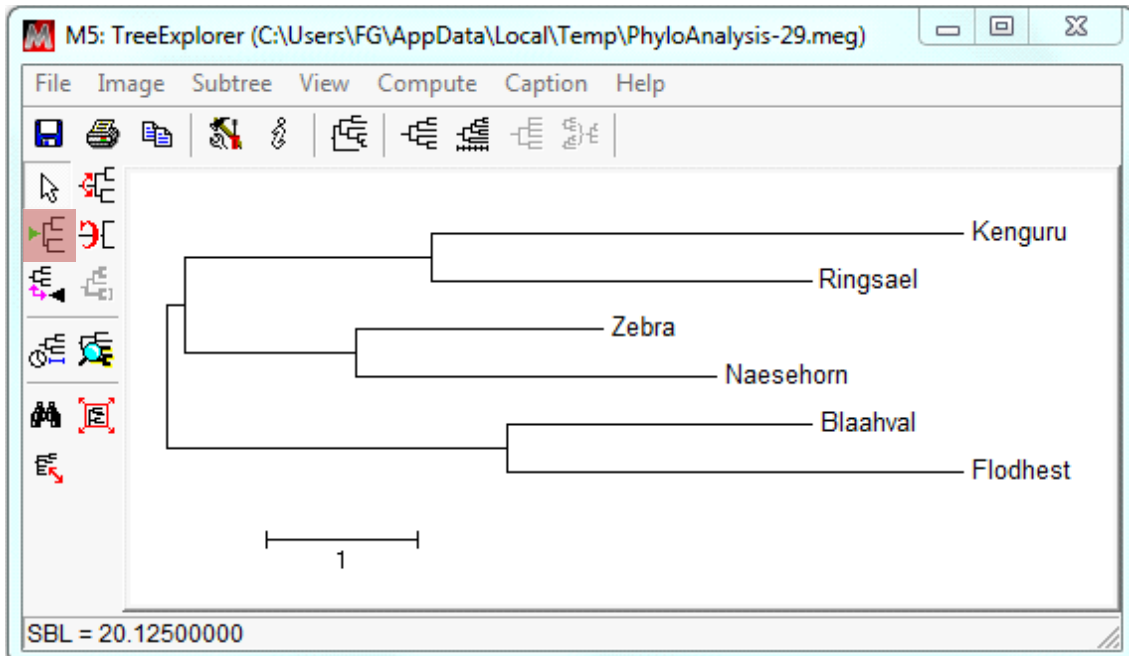 M5: TreeExplorer (C:\Users\FG\AppData\Local\Temp\PhyloAnalysis-29.meg)
File Image Subtree View Compute Caption Help
Kenguru
Ringsael
Zebra
Naesehorn
Blaahval
Flodhest
1
SBL = 20.12500000